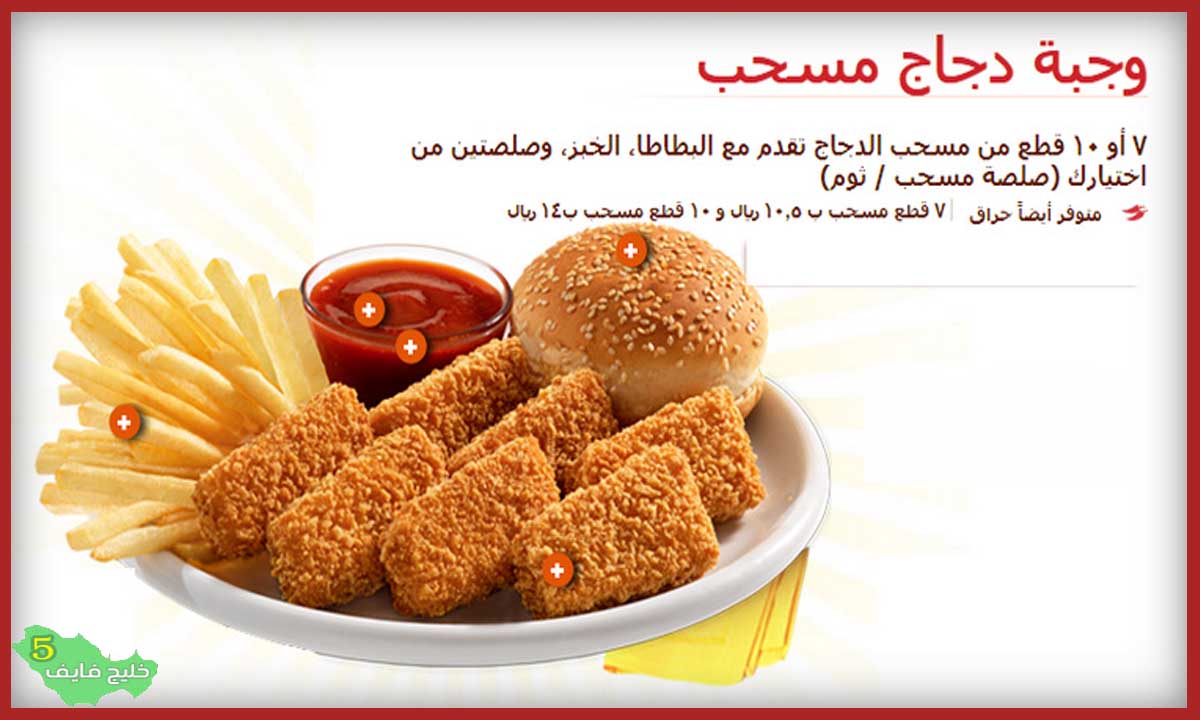 وجبة دجاج مسحب
٧ أو ١٠ قطع من مسحب الدجاج تقدم مع البطاطا، الخبز، وصلصتين من
اختيارك (صلصة مسحب / ثوم)
متوفر أيضاً حراق | ٧ قطع مسحب ب ١٠,٥ ريال و ١٠ قطع مسحب ب١٤ ريال
5
خليج فايف